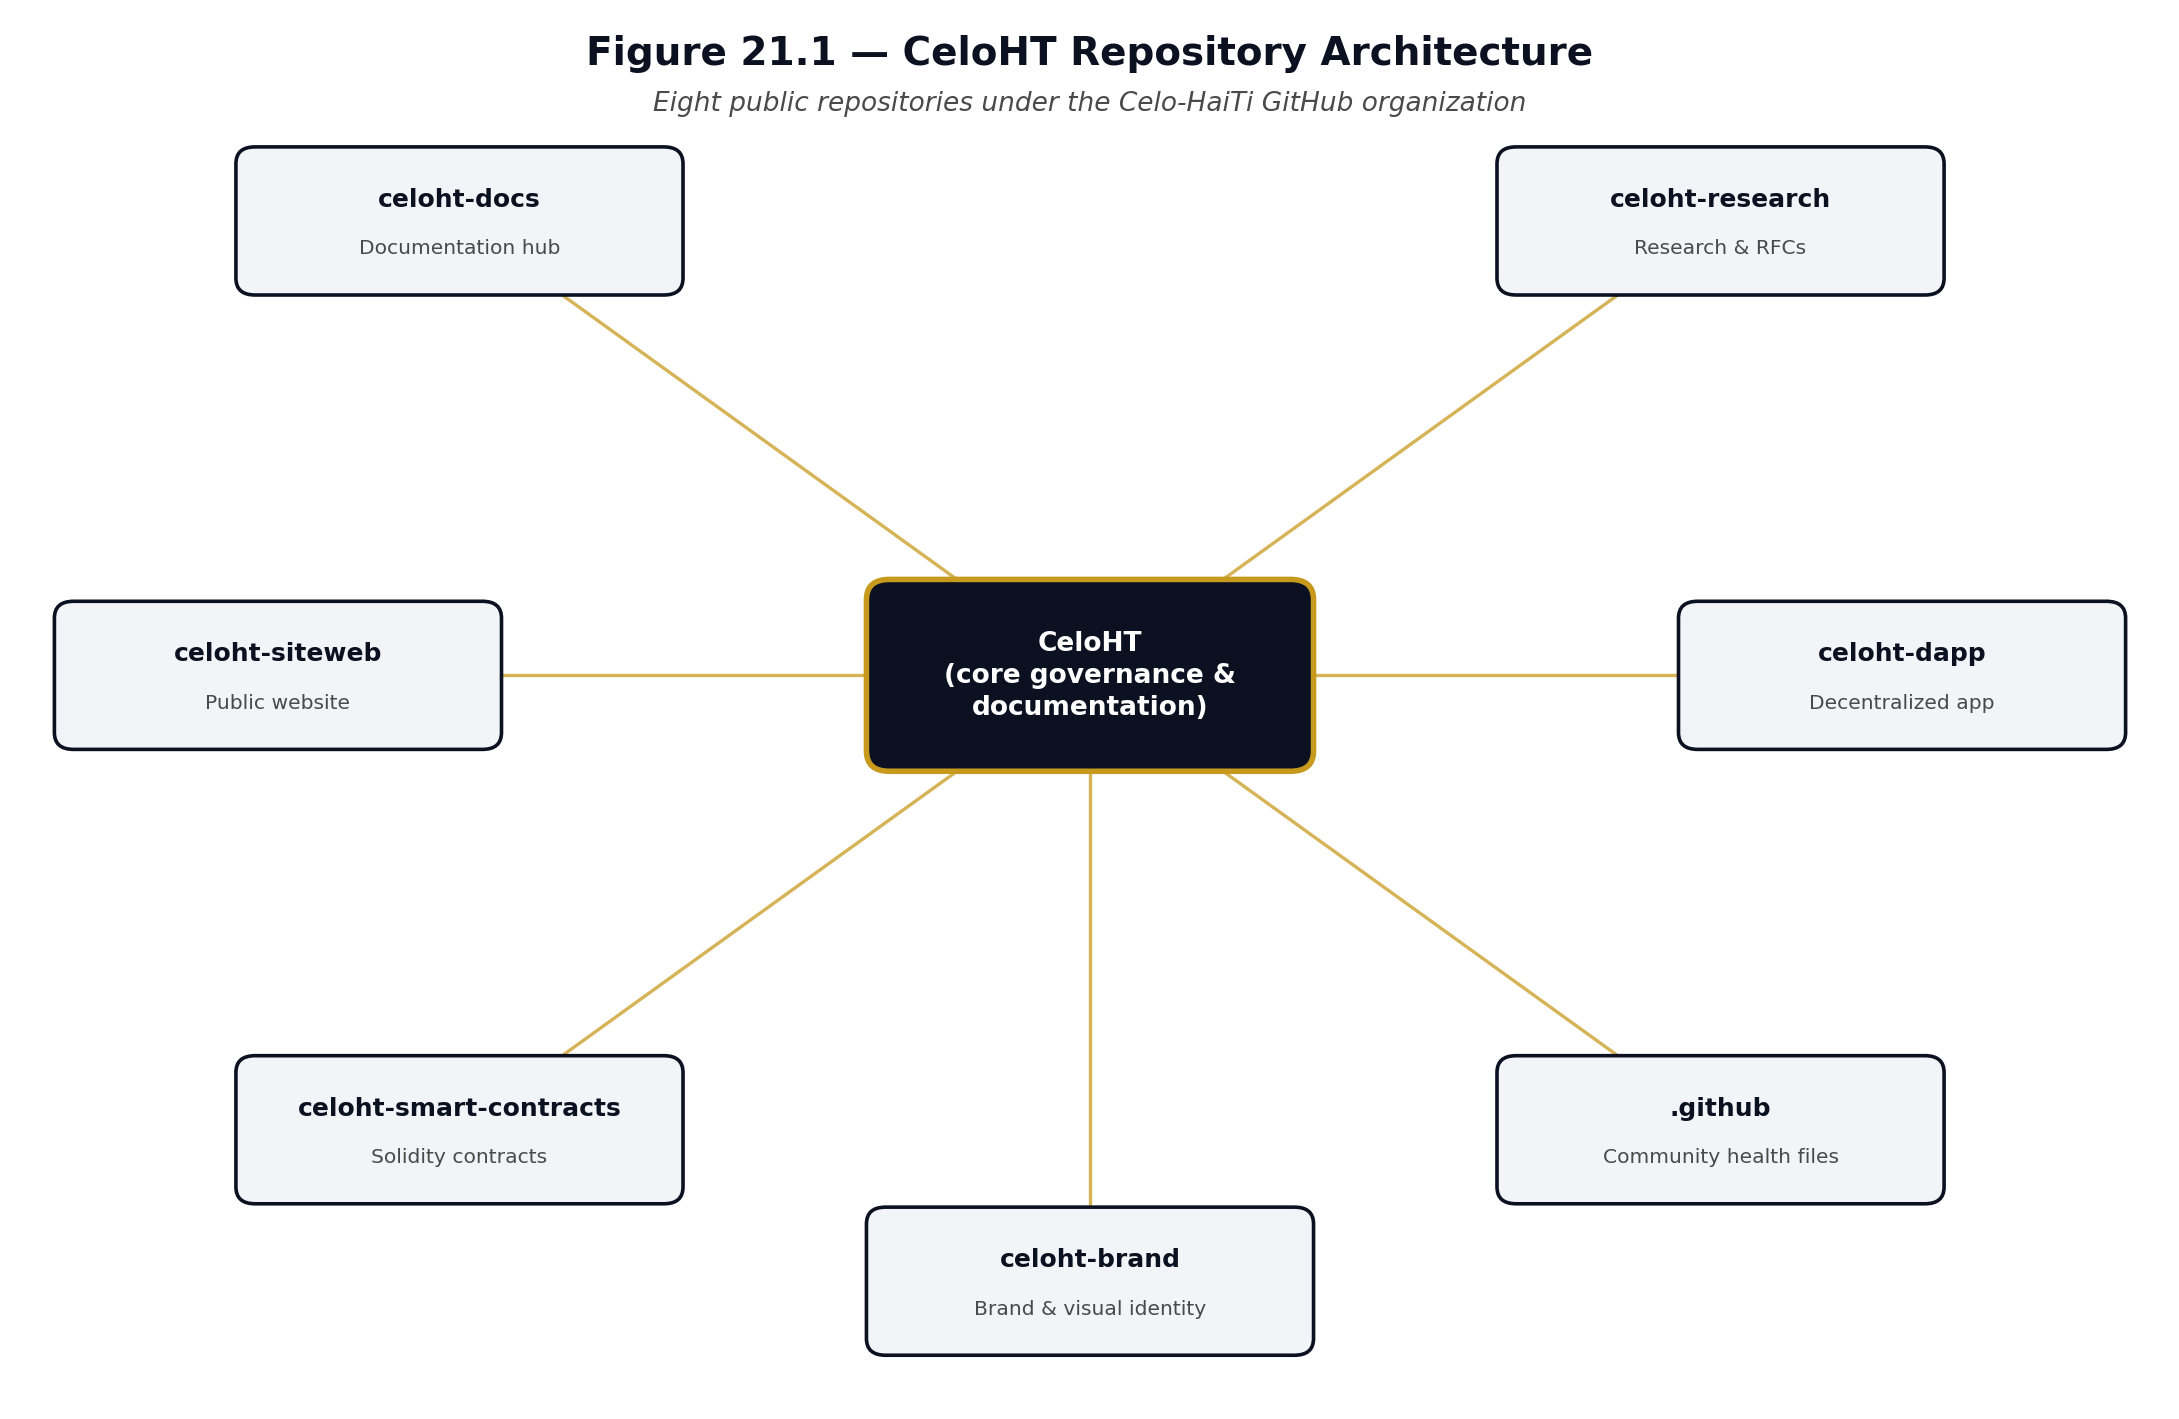 Figure 21.1 — CeloHT Repository Architecture
Eight public repositories under the Celo-HaiTi GitHub organization
celoht-docs
Documentation hub
celoht-research
Research & RFCs
celoht-siteweb
Public website
CeloHT
(core governance &
documentation)
celoht-dapp
Decentralized app
celoht-smart-contracts
Solidity contracts
.github
Community health files
celoht-brand
Brand & visual identity